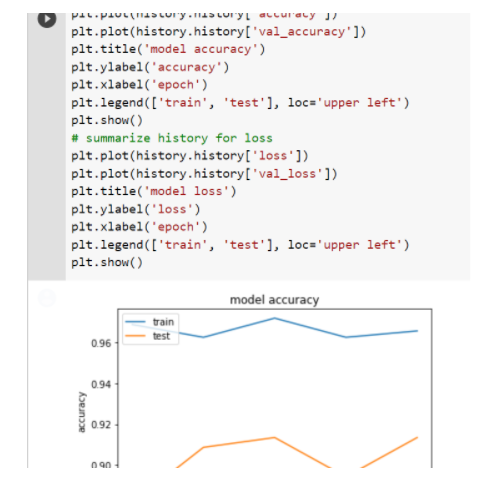 plt.plot(history.history['accuracy'])
plt.plot(history.history['val_accuracy'])
plt.title('model accuracy')
plt.ylabel('accuracy')
plt.xlabel('epoch')
plt.legend(['train', 'test'], loc='upper left')
plt.show()
# summarize history for loss
plt.plot(history.history['loss'])
plt.plot(history.history['val_loss'])
plt.title('model loss')
plt.ylabel('loss')
plt.xlabel('epoch')
plt.legend(['train', 'test'], loc='upper left')
plt.show()
model accuracy
train
test
0.96
0.94
0.92
0.90
accuracy